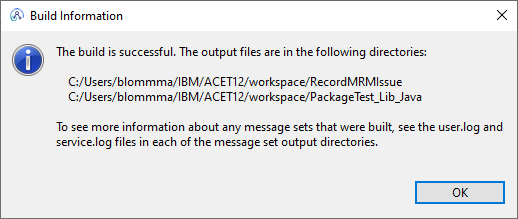 Build Information
The build is successful. The output files are in the following directories:
C:/Users/blommma/IBM/ACET12/workspace/RecordMRMIssue
C:/Users/blommma/IBM/ACET12/workspace/PackageTest_Lib_Java
To see more information about any message sets that were built, see the user.log and
service.log files in each of the message set output directories.
OK